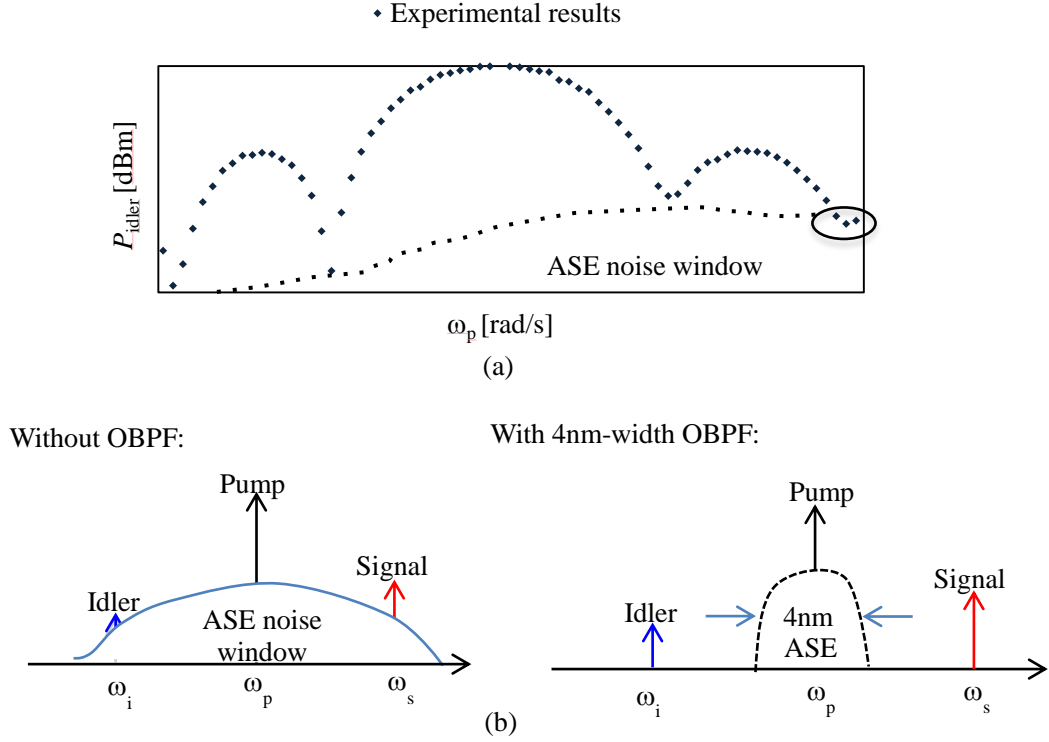 Experimental results
P_idler [dBm]
ASE noise window
ω_p [rad/s]
(a)
Without OBPF:
With 4nm-width OBPF:
Pump
Signal
Idler
ASE noise
window
ω_i
ω_p
ω_s
Pump
Signal
Idler
4nm
ASE
ω_i
ω_p
ω_s
(b)